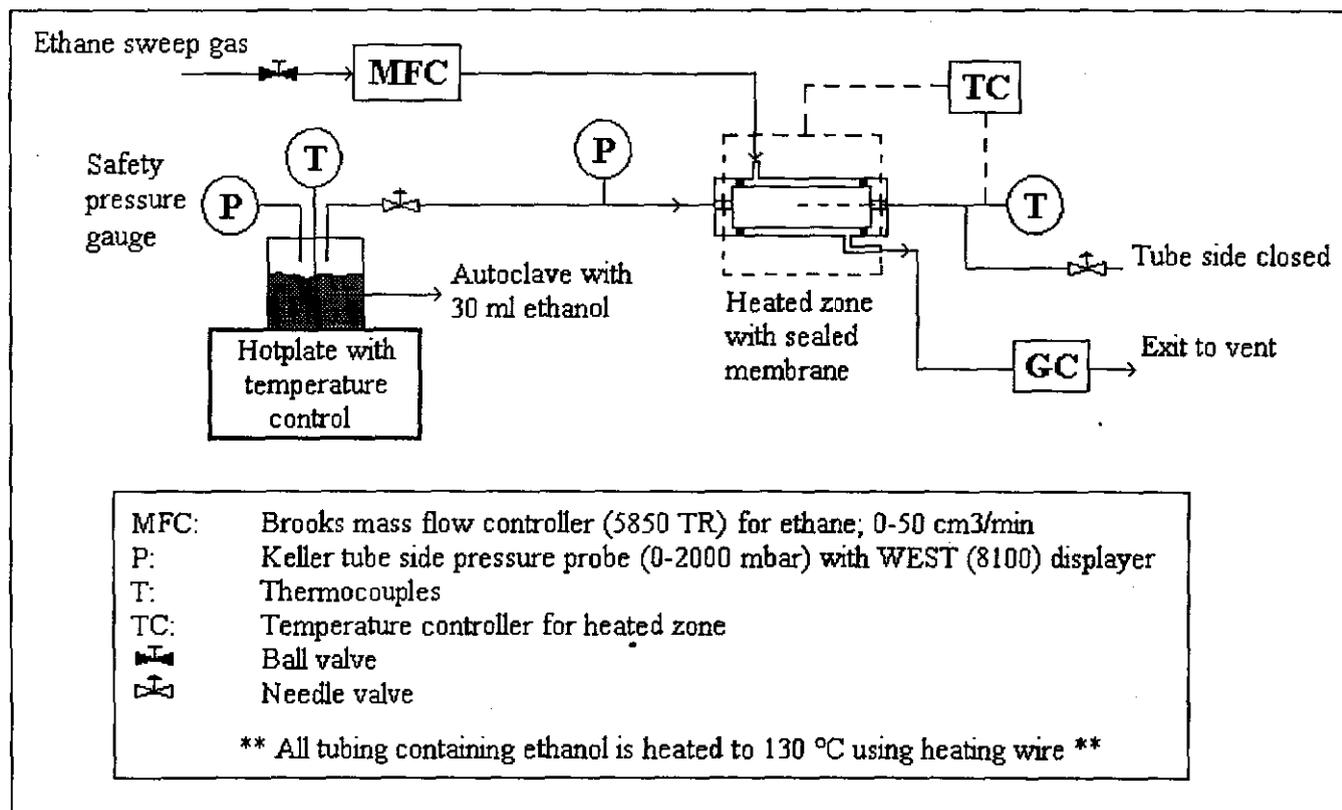 Ethane sweep gas
MFC
TC
Safety
pressure
gauge
P
T
P
T
Autoclave with
30 ml ethanol
Hotplate with
temperature
control
Heated zone
with sealed
membrane
Tube side closed
GC
Exit to vent
MFC: Brooks mass flow controller (5850 TR) for ethane; 0-50 cm3/min
P: Keller tube side pressure probe (0-2000 mbar) with WEST (8100) displayer
T: Thermocouples
TC: Temperature controller for heated zone
Ball valve
Needle valve
** All tubing containing ethanol is heated to 130 °C using heating wire **